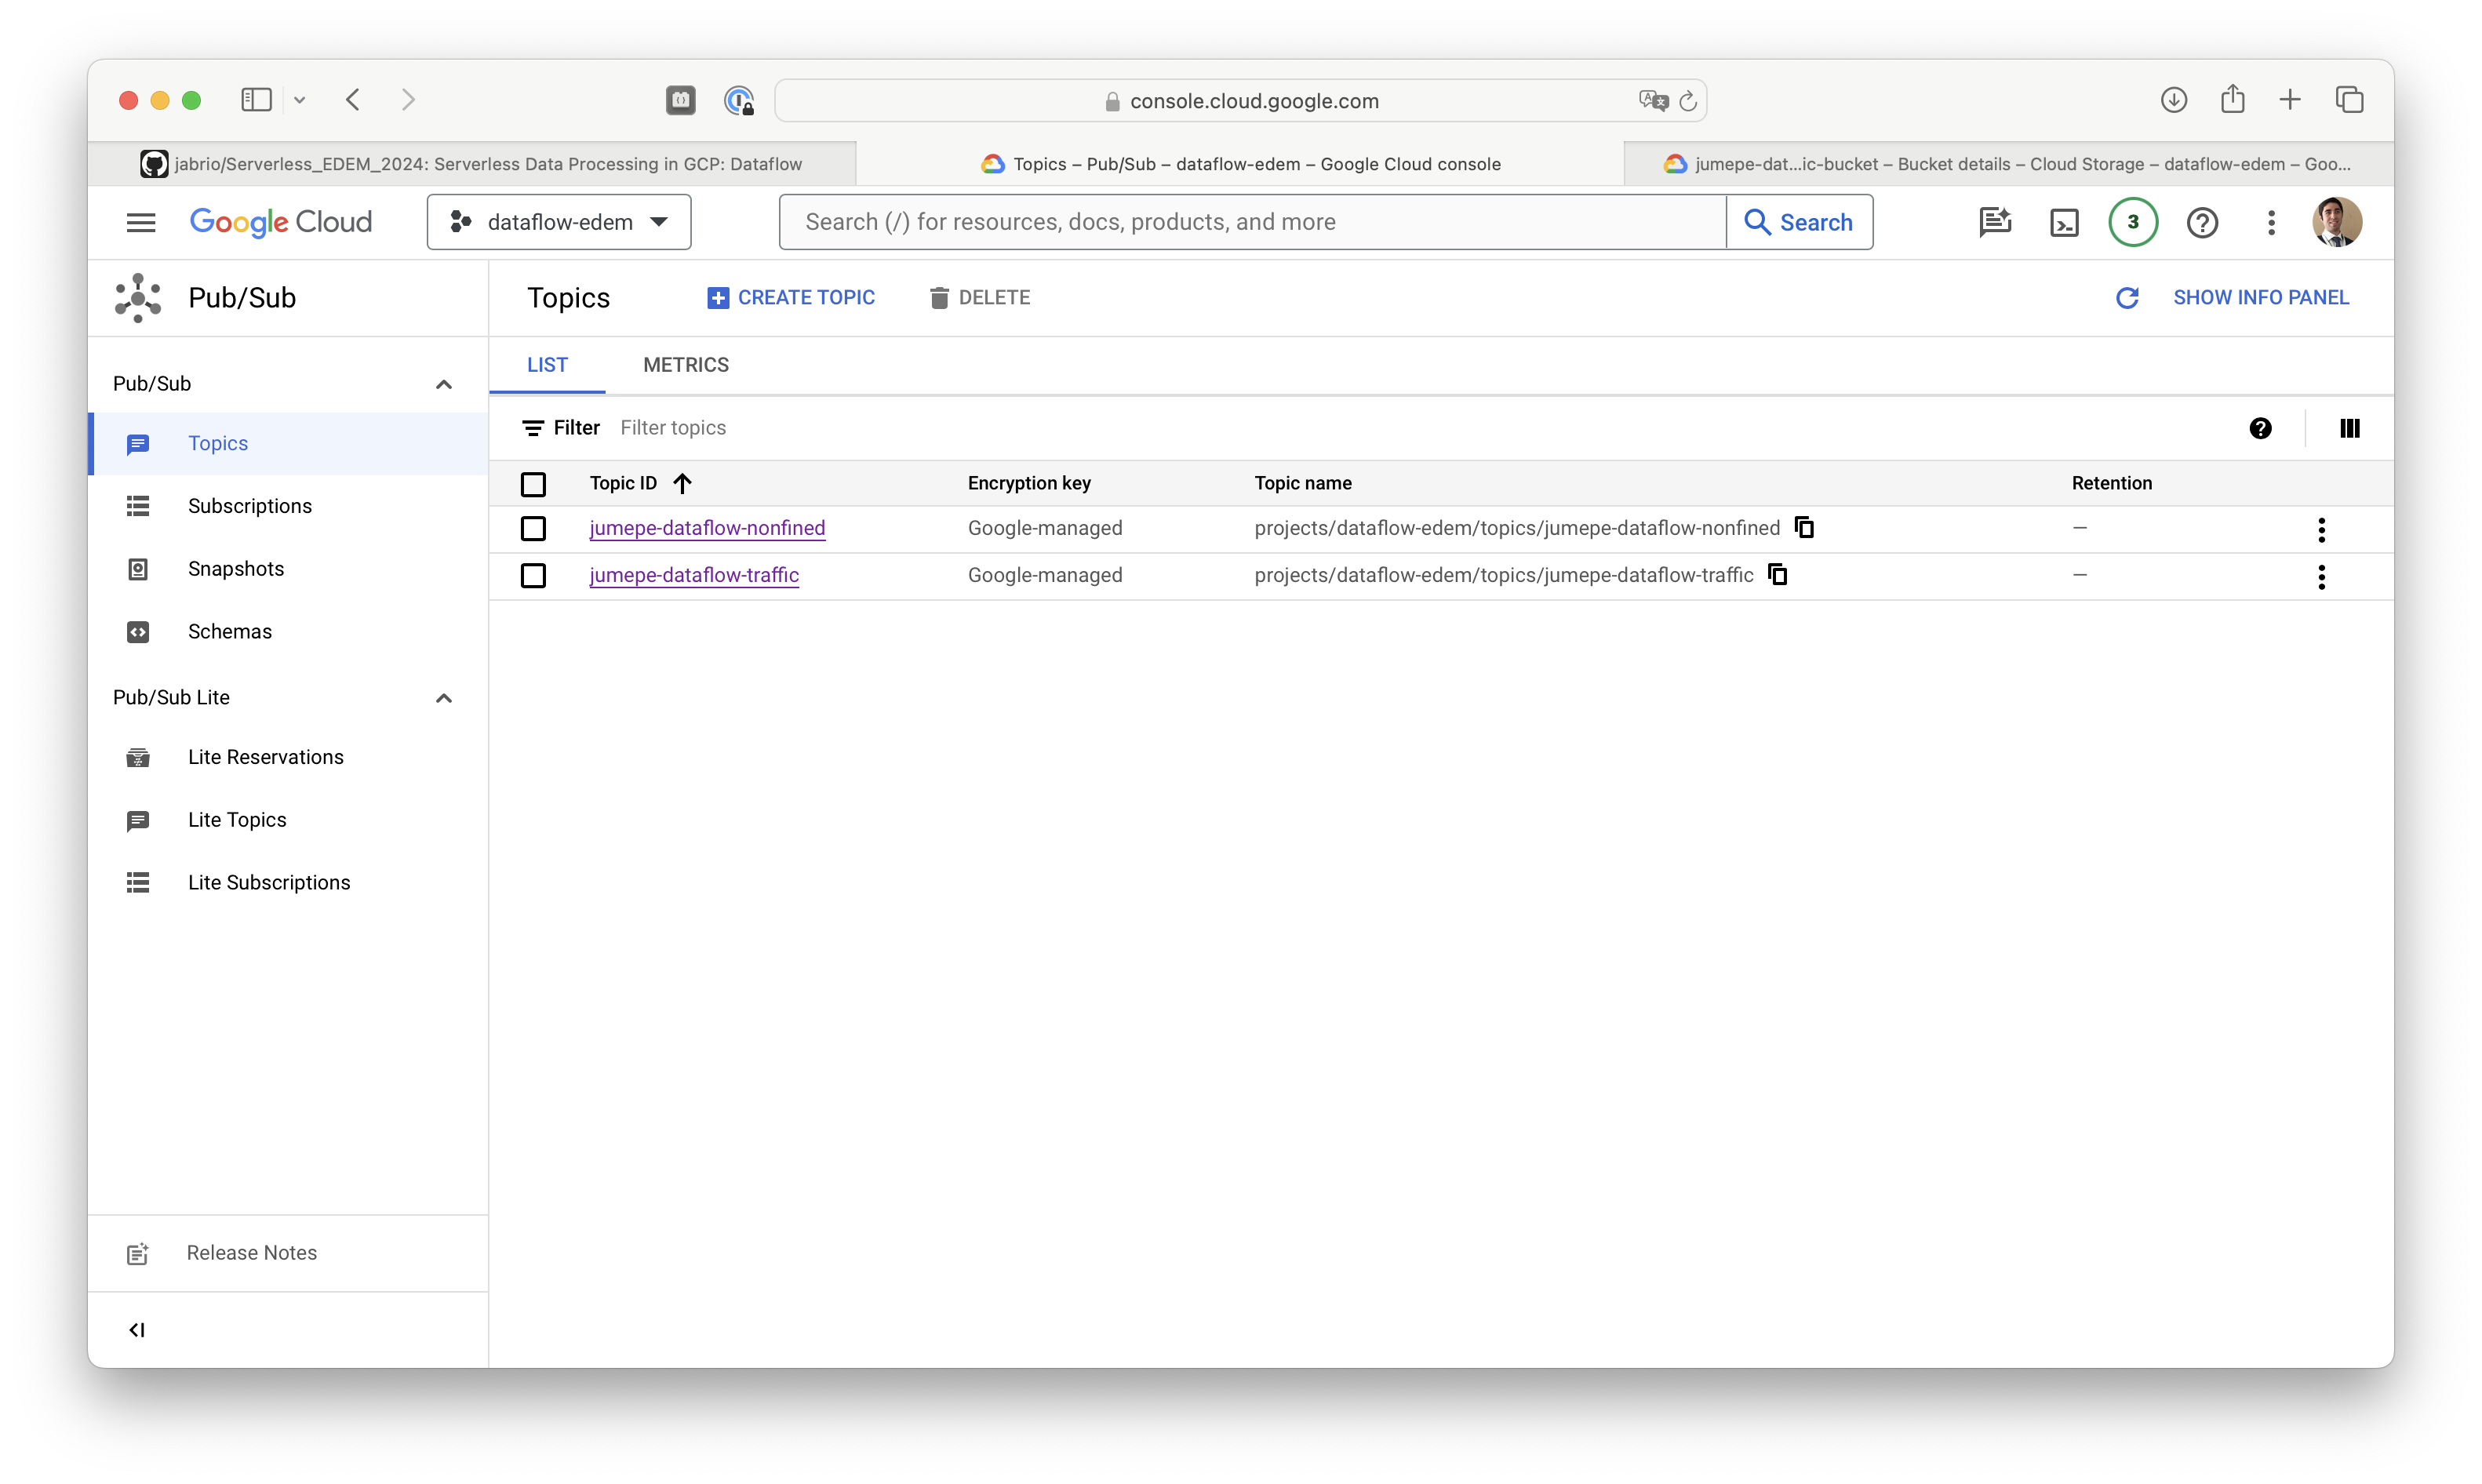 console.cloud.google.com
jabrio/Serverless_EDEM_2024: Serverless Data Processing in GCP: Dataflow
Topics – Pub/Sub – dataflow-edem – Google Cloud console
jumepe-dat...ic-bucket – Bucket details – Cloud Storage – dataflow-edem – Goo...
Google Cloud
dataflow-edem
Search (/) for resources, docs, products, and more
Search
3
Pub/Sub
Topics
CREATE TOPIC
DELETE
SHOW INFO PANEL
LIST
METRICS
Pub/Sub
Topics
Subscriptions
Snapshots
Schemas
Pub/Sub Lite
Lite Reservations
Lite Topics
Lite Subscriptions
Release Notes
Filter Filter topics
Topic ID Encryption key Topic name Retention
jumepe-dataflow-nonfined Google-managed projects/dataflow-edem/topics/jumepe-dataflow-nonfined —
jumepe-dataflow-traffic Google-managed projects/dataflow-edem/topics/jumepe-dataflow-traffic —